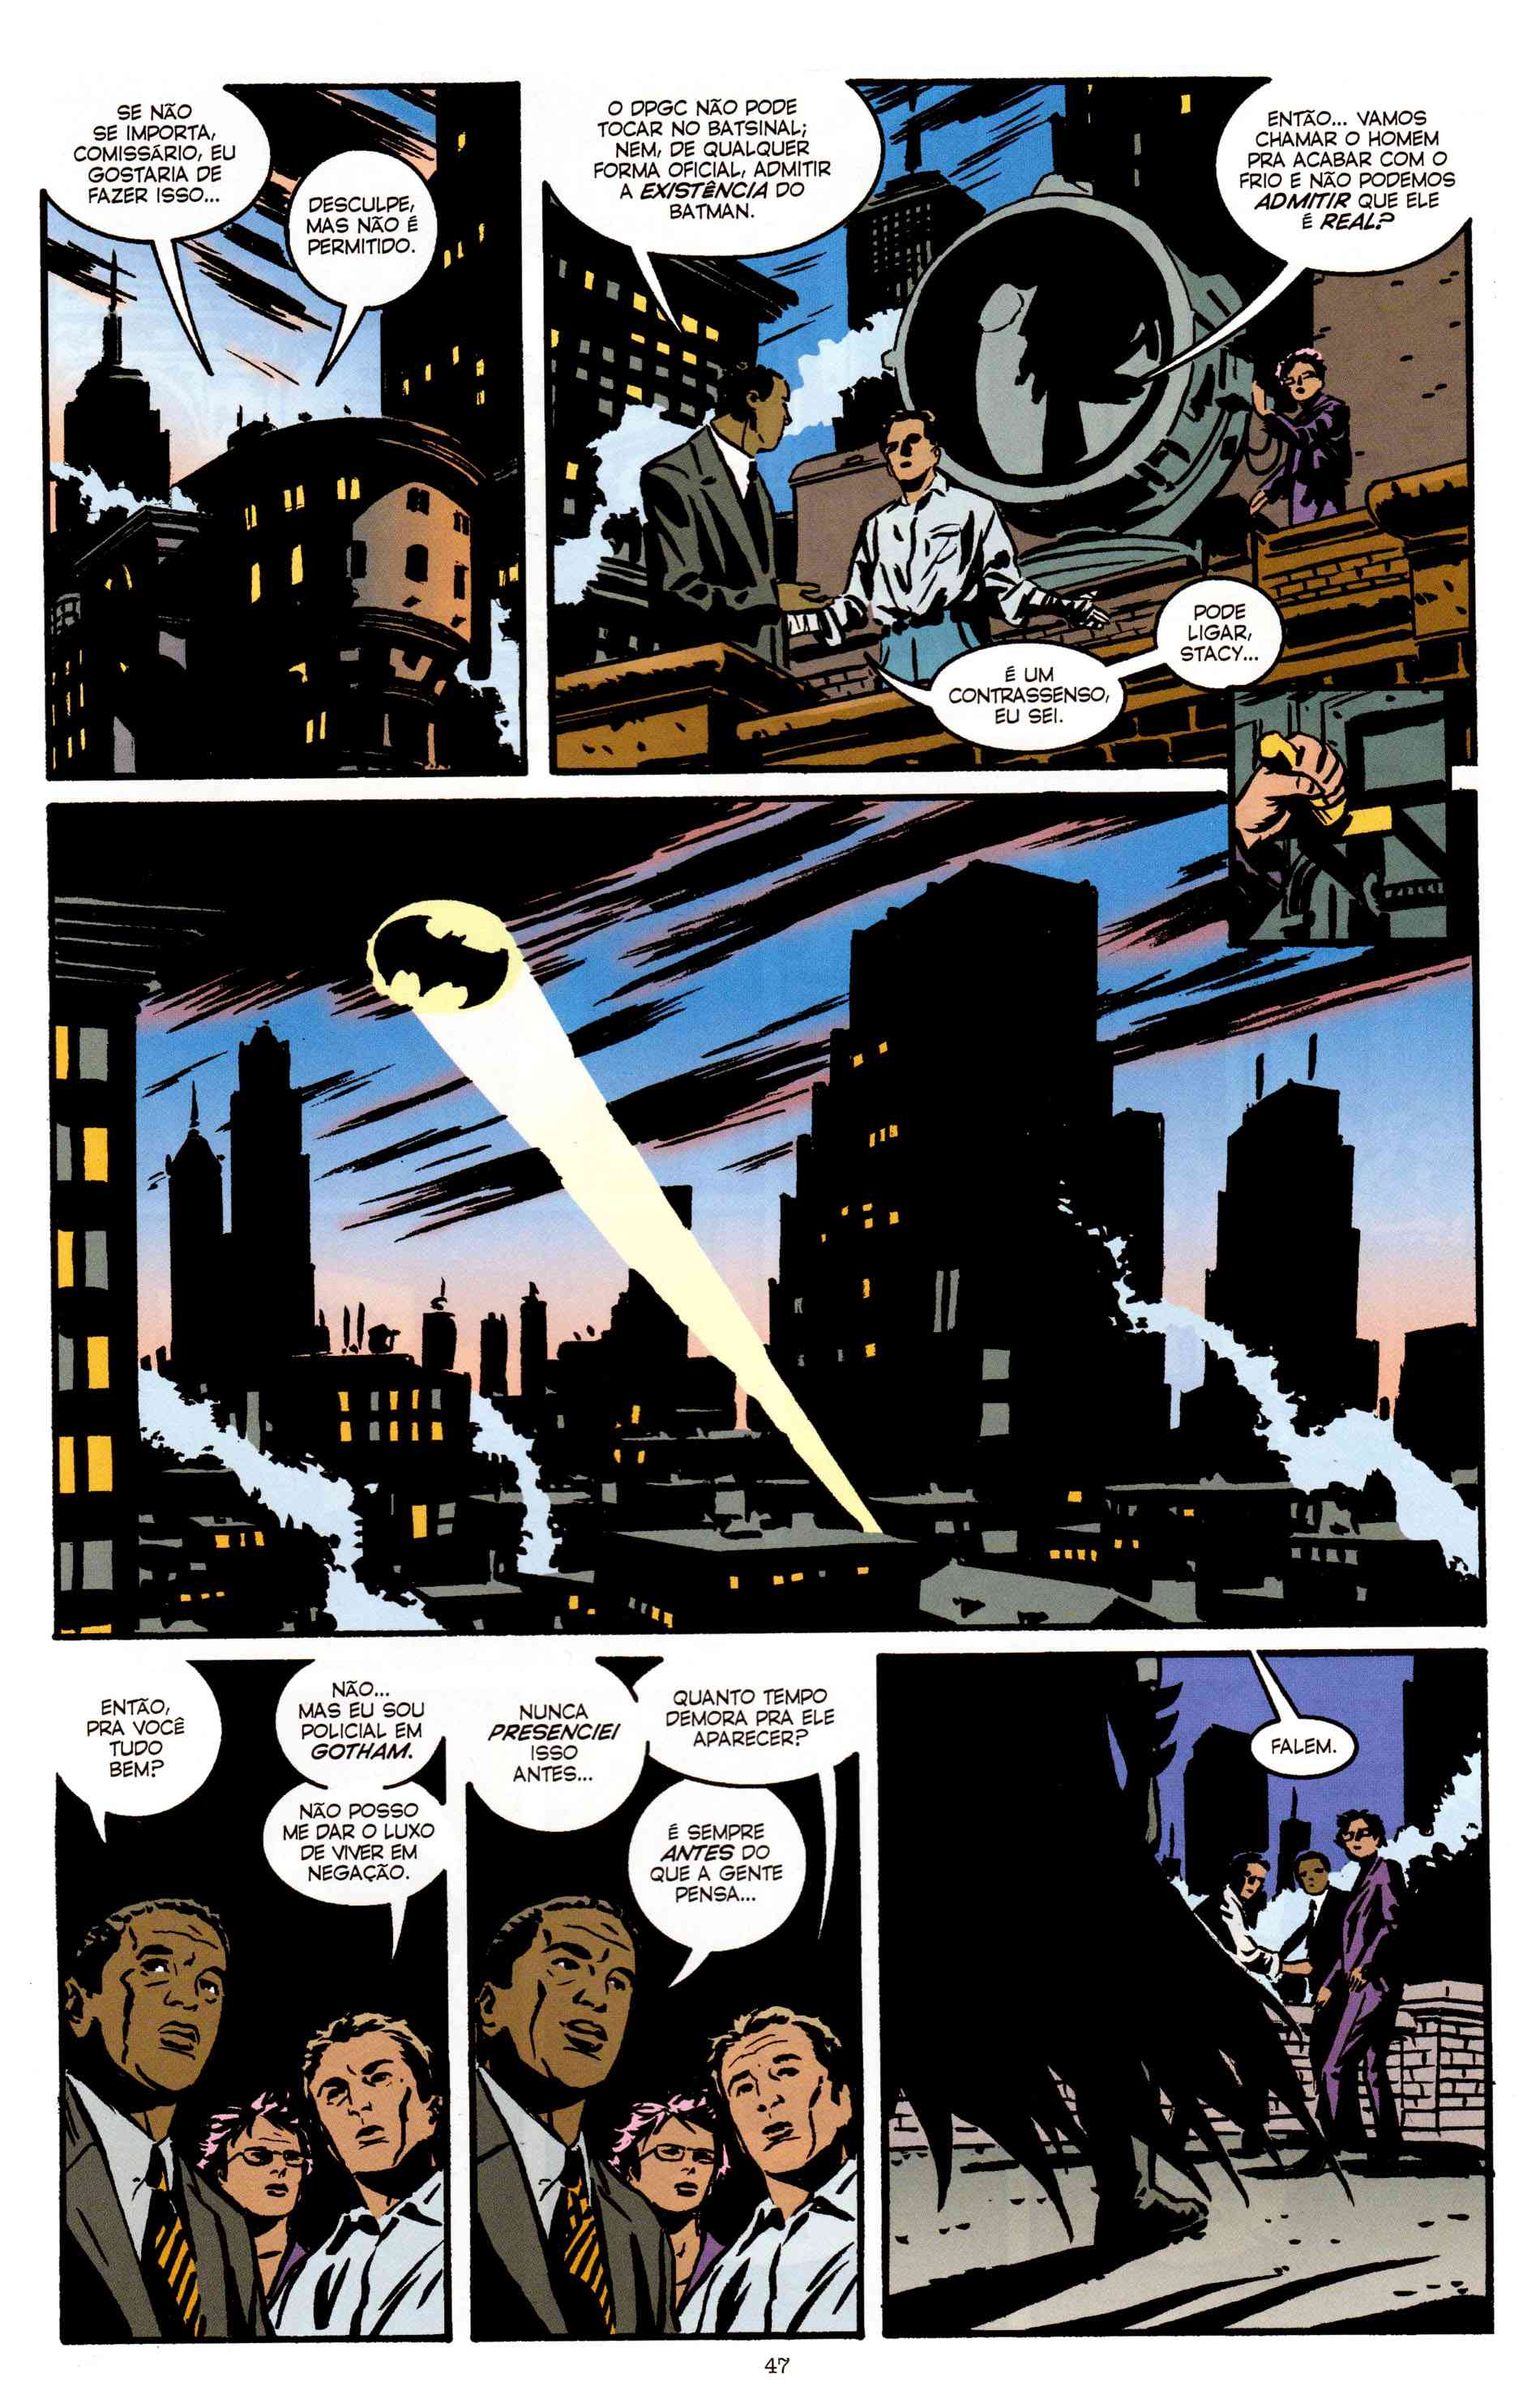 SE NÃO
SE IMPORTA,
COMISSÁRIO, EU
GOSTARIA DE
FAZER ISSO...
DESCULPE,
MAS NÃO É
PERMITIDO.
O DPGC NÃO PODE
TOCAR NO BATSINAL;
NEM, DE QUALQUER
FORMA OFICIAL, ADMITIR
A EXISTÊNCIA DO
BATMAN.
ENTÃO... VAMOS
CHAMAR O HOMEM
PRA ACABAR COM O
FRIO E NÃO PODEMOS
ADMITIR QUE ELE
É REAL?
É UM
CONTRASSENSO,
EU SEI.
PODE
LIGAR,
STACY...
ENTÃO,
PRA VOCÊ
TUDO
BEM?
NÃO...
MAS EU SOU
POLICIAL EM
GOTHAM.
NÃO POSSO
ME DAR O LUXO
DE VIVER EM
NEGAÇÃO.
NUNCA
PRESENCIEI
ISSO
ANTES...
QUANTO TEMPO
DEMORA PRA ELE
APARECER?
É SEMPRE
ANTES DO
QUE A GENTE
PENSA...
FALEM.
47